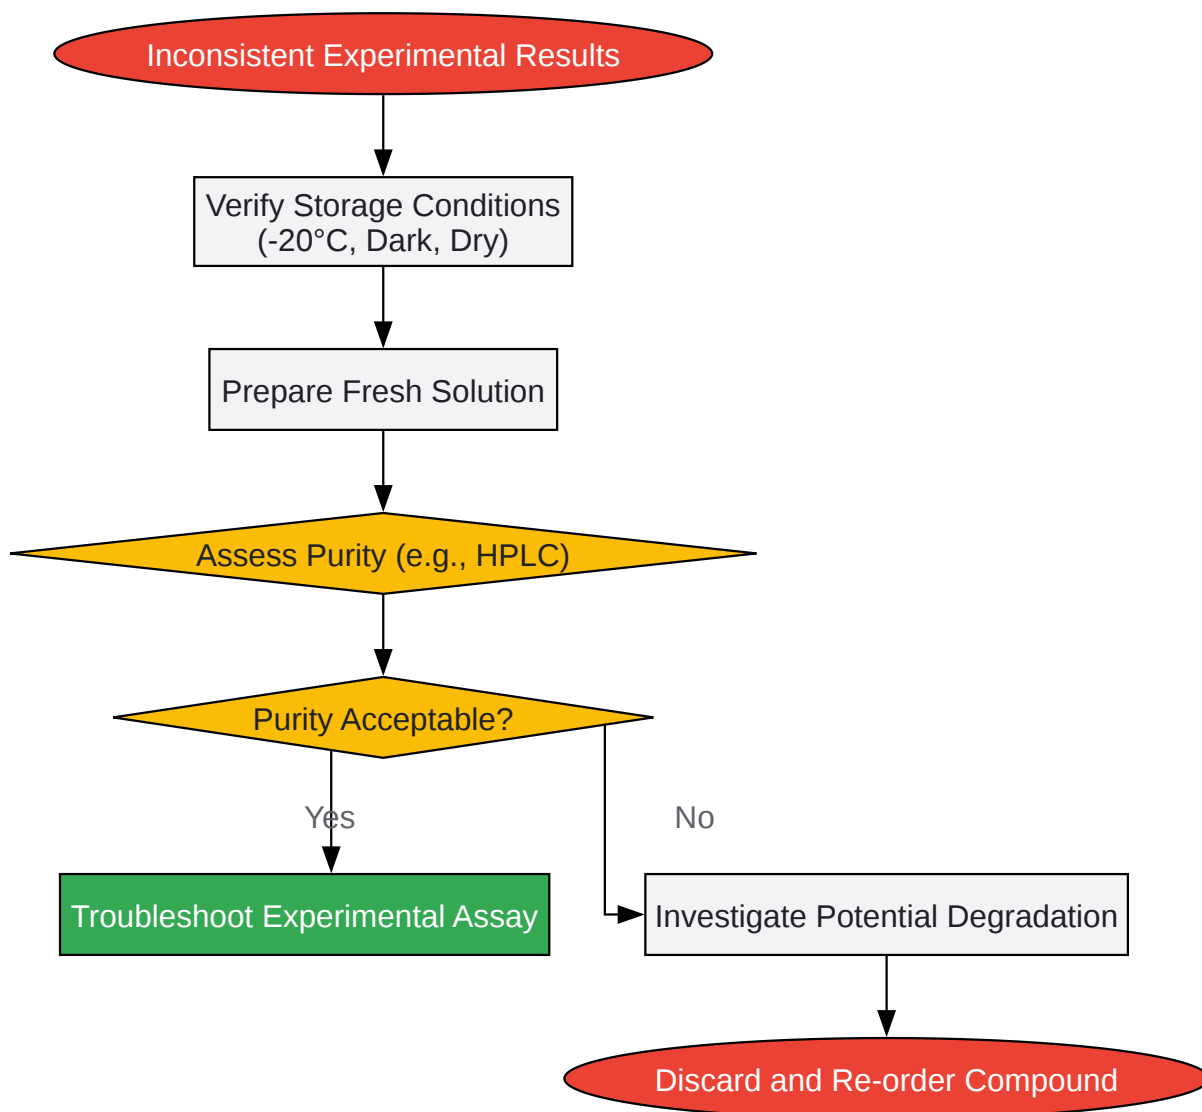 Inconsistent Experimental Results
Verify Storage Conditions
(-20°C, Dark, Dry)
Prepare Fresh Solution
Assess Purity (e.g., HPLC)
Purity Acceptable?
Yes
No
Troubleshoot Experimental Assay
Investigate Potential Degradation
Discard and Re-order Compound